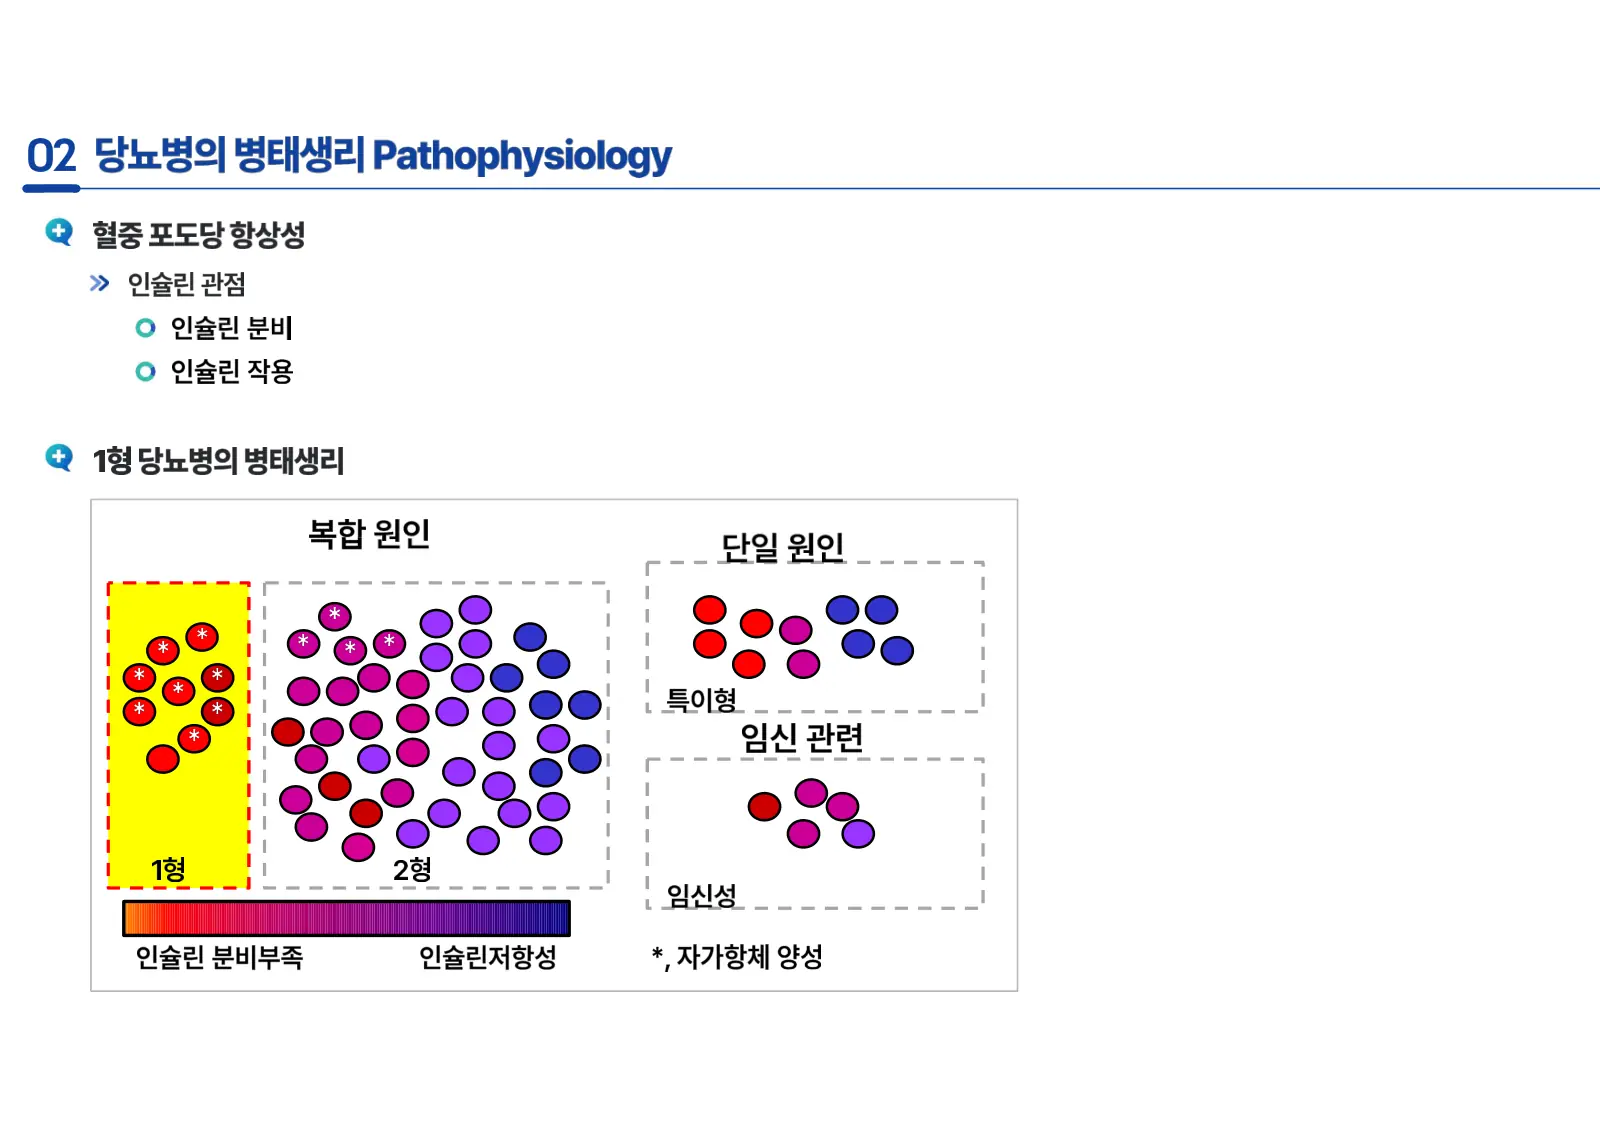 02 당뇨병의 병태생리 Pathophysiology
혈중 포도당 항상성
인슐린 관점
인슐린 분비
인슐린 작용
1형 당뇨병의 병태생리
복합 원인
단일 원인
* * * * * * * *
* * * *
특이형
임신 관련
1형
2형
임신성
인슐린 분비부족
인슐린저항성
*, 자가항체 양성